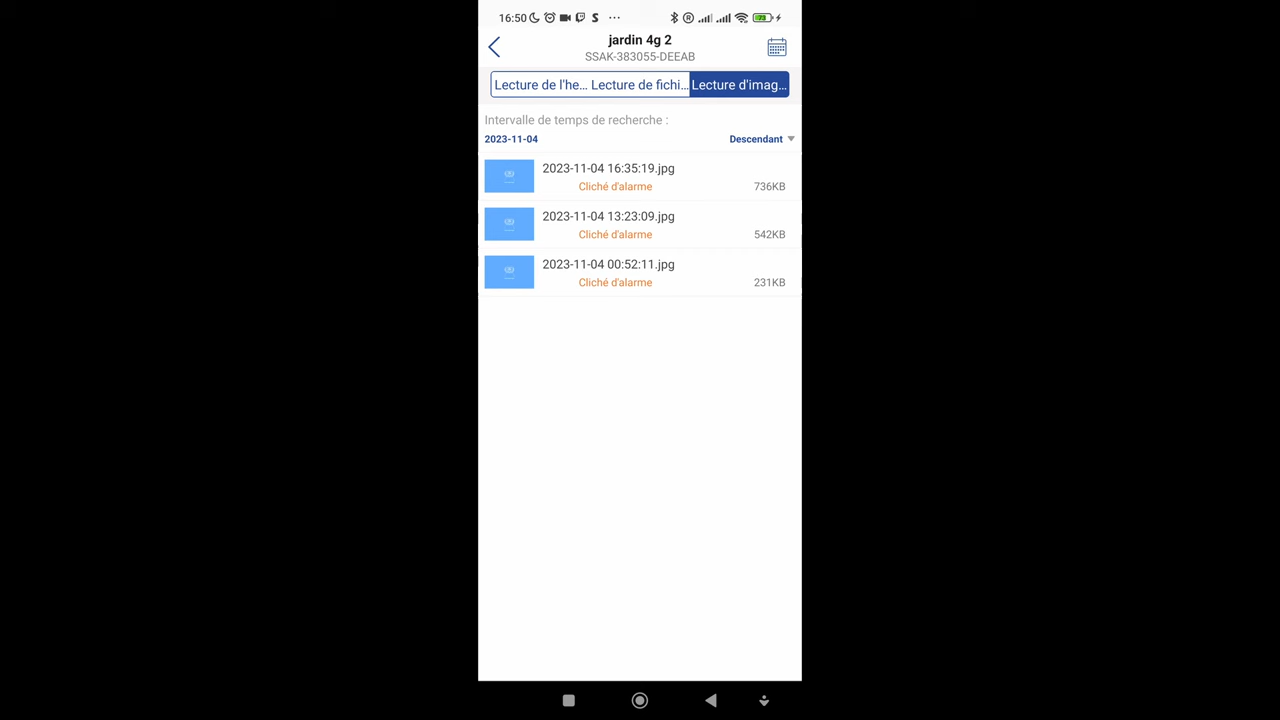 16:50
73
jardin 4g 2
SSAK-383055-DEEAB
Lecture de l'he... Lecture de fichi... Lecture d'imag...
Intervalle de temps de recherche :
2023-11-04 Descendant
2023-11-04 16:35:19.jpg
Cliché d'alarme 736KB
2023-11-04 13:23:09.jpg
Cliché d'alarme 542KB
2023-11-04 00:52:11.jpg
Cliché d'alarme 231KB